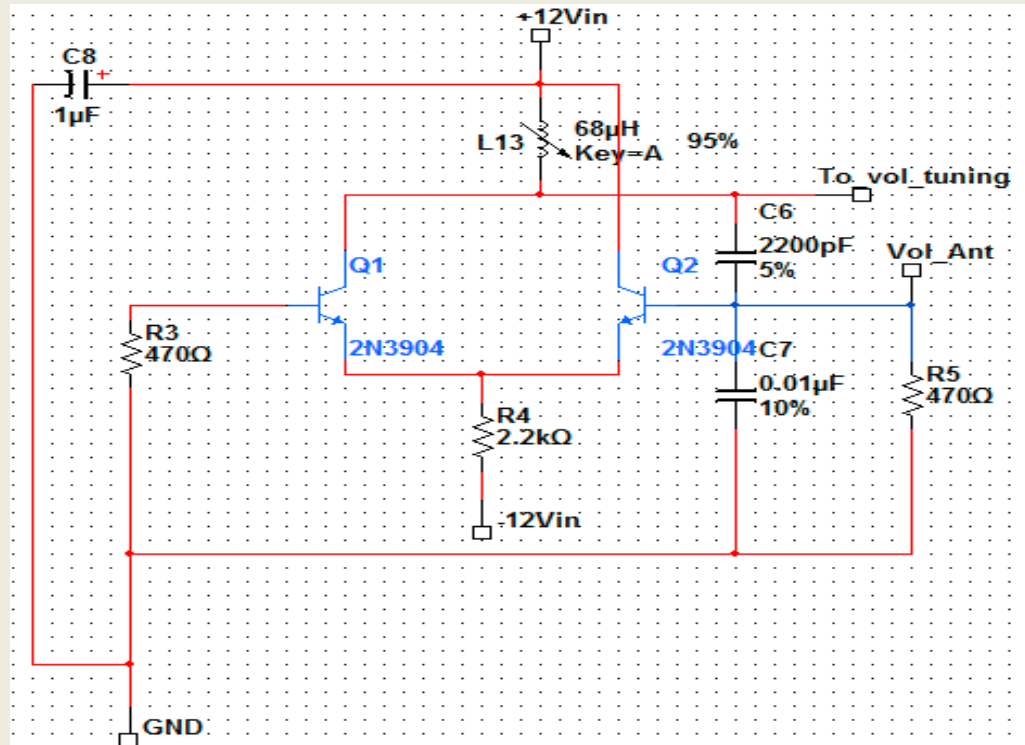 +12Vin
C8
+
1µF
L13
68µH
Key=A
95%
To_vol_tuning
C6
2200pF
5%
Vol_Ant
Q1
Q2
R3
470Ω
2N3904
2N3904
C7
0.01µF
10%
R5
470Ω
R4
2.2kΩ
-12Vin
GND